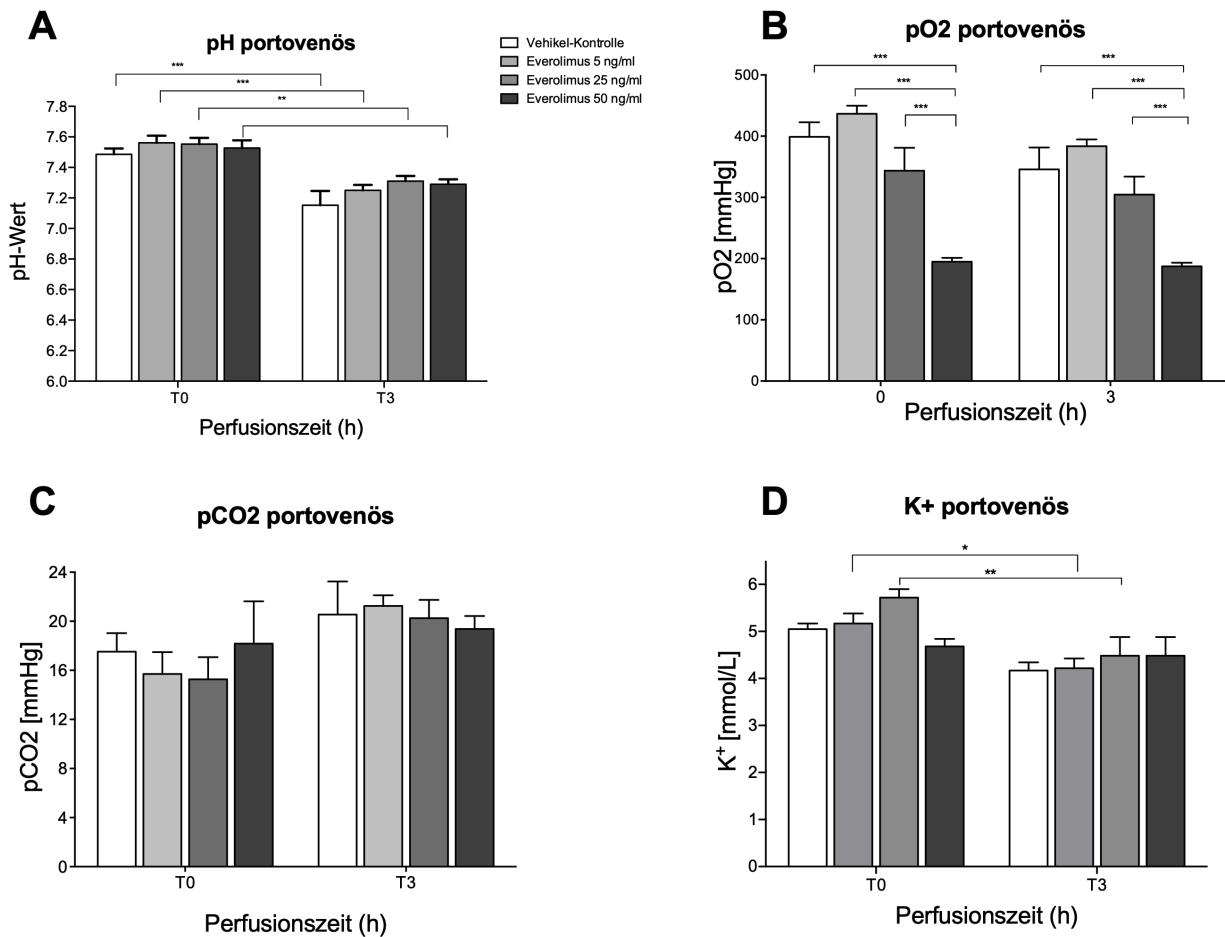 A
pH portovenös
Vehikel-Kontrolle
Everolimus 5 ng/ml
Everolimus 25 ng/ml
Everolimus 50 ng/ml
***
***
**
7.8
7.6
7.4
7.2
7.0
6.8
6.6
6.4
6.2
6.0
pH-Wert
T0
T3
Perfusionszeit (h)
B
pO2 portovenös
***
***
***
***
***
***
500
400
300
200
100
0
pO2 [mmHg]
0
3
Perfusionszeit (h)
C
pCO2 portovenös
24
20
16
12
8
4
0
pCO2 [mmHg]
T0
T3
Perfusionszeit (h)
D
K+ portovenös
*
**
6
5
4
3
2
1
0
K⁺ [mmol/L]
T0
T3
Perfusionszeit (h)